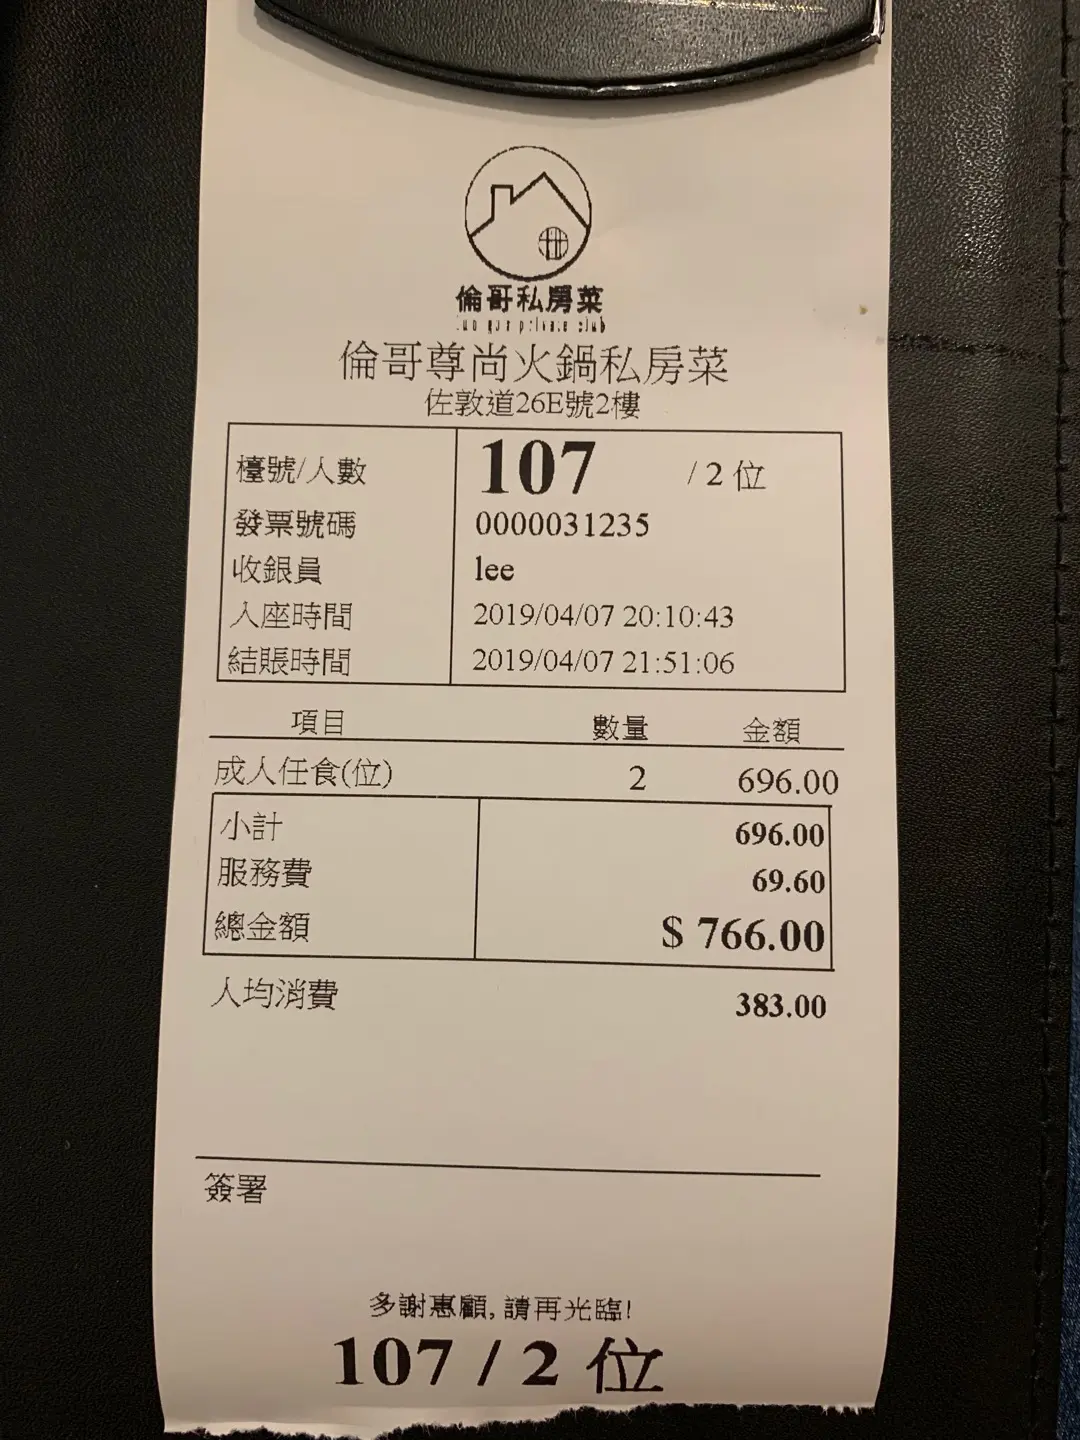 倫哥私房菜
倫哥尊尚火鍋私房菜
佐敦道26E號2樓
檯號/人數 107 / 2 位
發票號碼 0000031235
收銀員 lee
入座時間 2019/04/07 20:10:43
結賬時間 2019/04/07 21:51:06
項目 數量 金額
成人任食(位) 2 696.00
小計 696.00
服務費 69.60
總金額 $ 766.00
人均消費 383.00
簽署
多謝惠顧, 請再光臨!
107 / 2 位